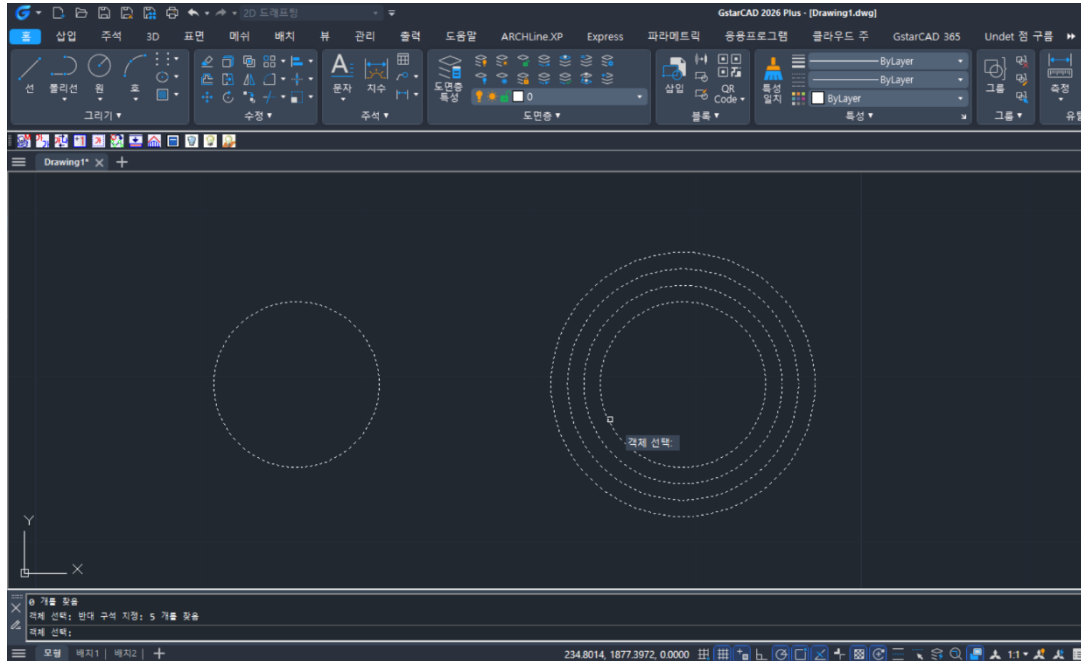 2D 드래프팅
GstarCAD 2026 Plus - [Drawing1.dwg]
홈 삽입 주석 3D 표면 메쉬 배치 뷰 관리 출력 도움말 ARCHLine.XP Express 파라메트릭 응용프로그램 클라우드 주 GstarCAD 365 Undet 점 구름
선 폴리선 원 호
문자 지수
도면층 특성
0
삽입
QR Code
특성 일치
ByLayer
ByLayer
ByLayer
그룹
측정
그리기 수정 주석 도면층 블록 특성 그룹
Drawing1*
객체 선택:
Y
X
0 개를 찾음
객체 선택: 반대 구석 지정: 5 개를 찾음
객체 선택:
모형 배치1 배치2
234.8014, 1877.3972, 0.0000
1:1